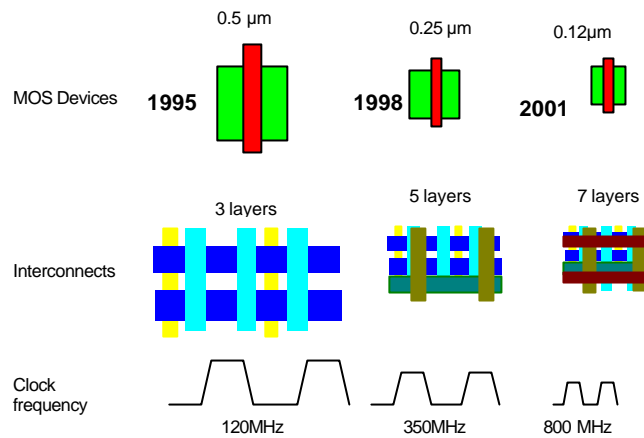 0.5 µm
0.25 µm
0.12µm
MOS Devices
1995
1998
2001
3 layers
5 layers
7 layers
Interconnects
Clock
frequency
120MHz
350MHz
800 MHz